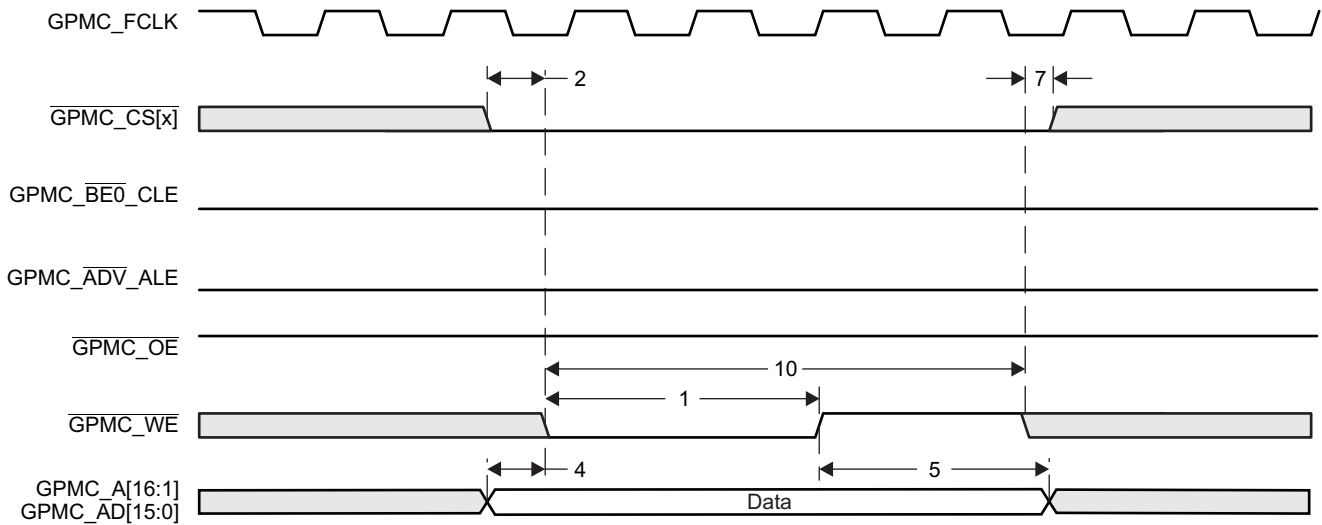 GPMC_FCLK
2
7
GPMC_CS[x]
GPMC_BE0_CLE
GPMC_ADV_ALE
GPMC_OE
10
1
GPMC_WE
4
5
GPMC_A[16:1]
GPMC_AD[15:0]
Data